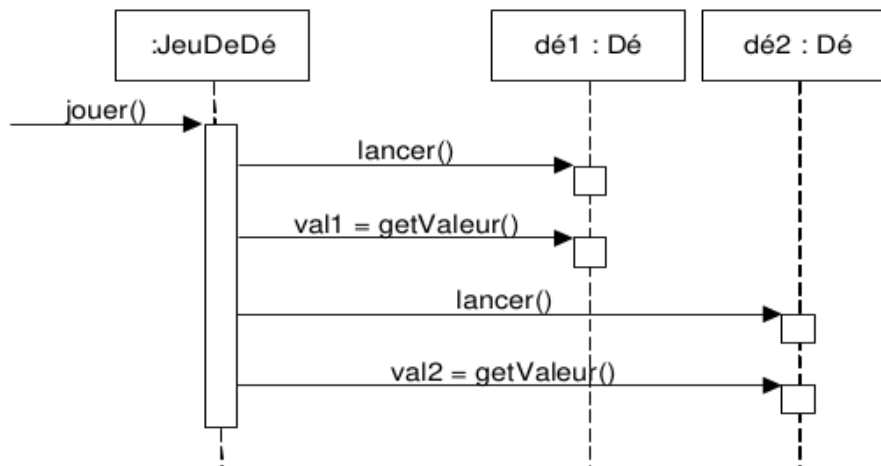 :JeuDeDé
dé1 : Dé
dé2 : Dé
jouer()
lancer()
val1 = getValeur()
lancer()
val2 = getValeur()